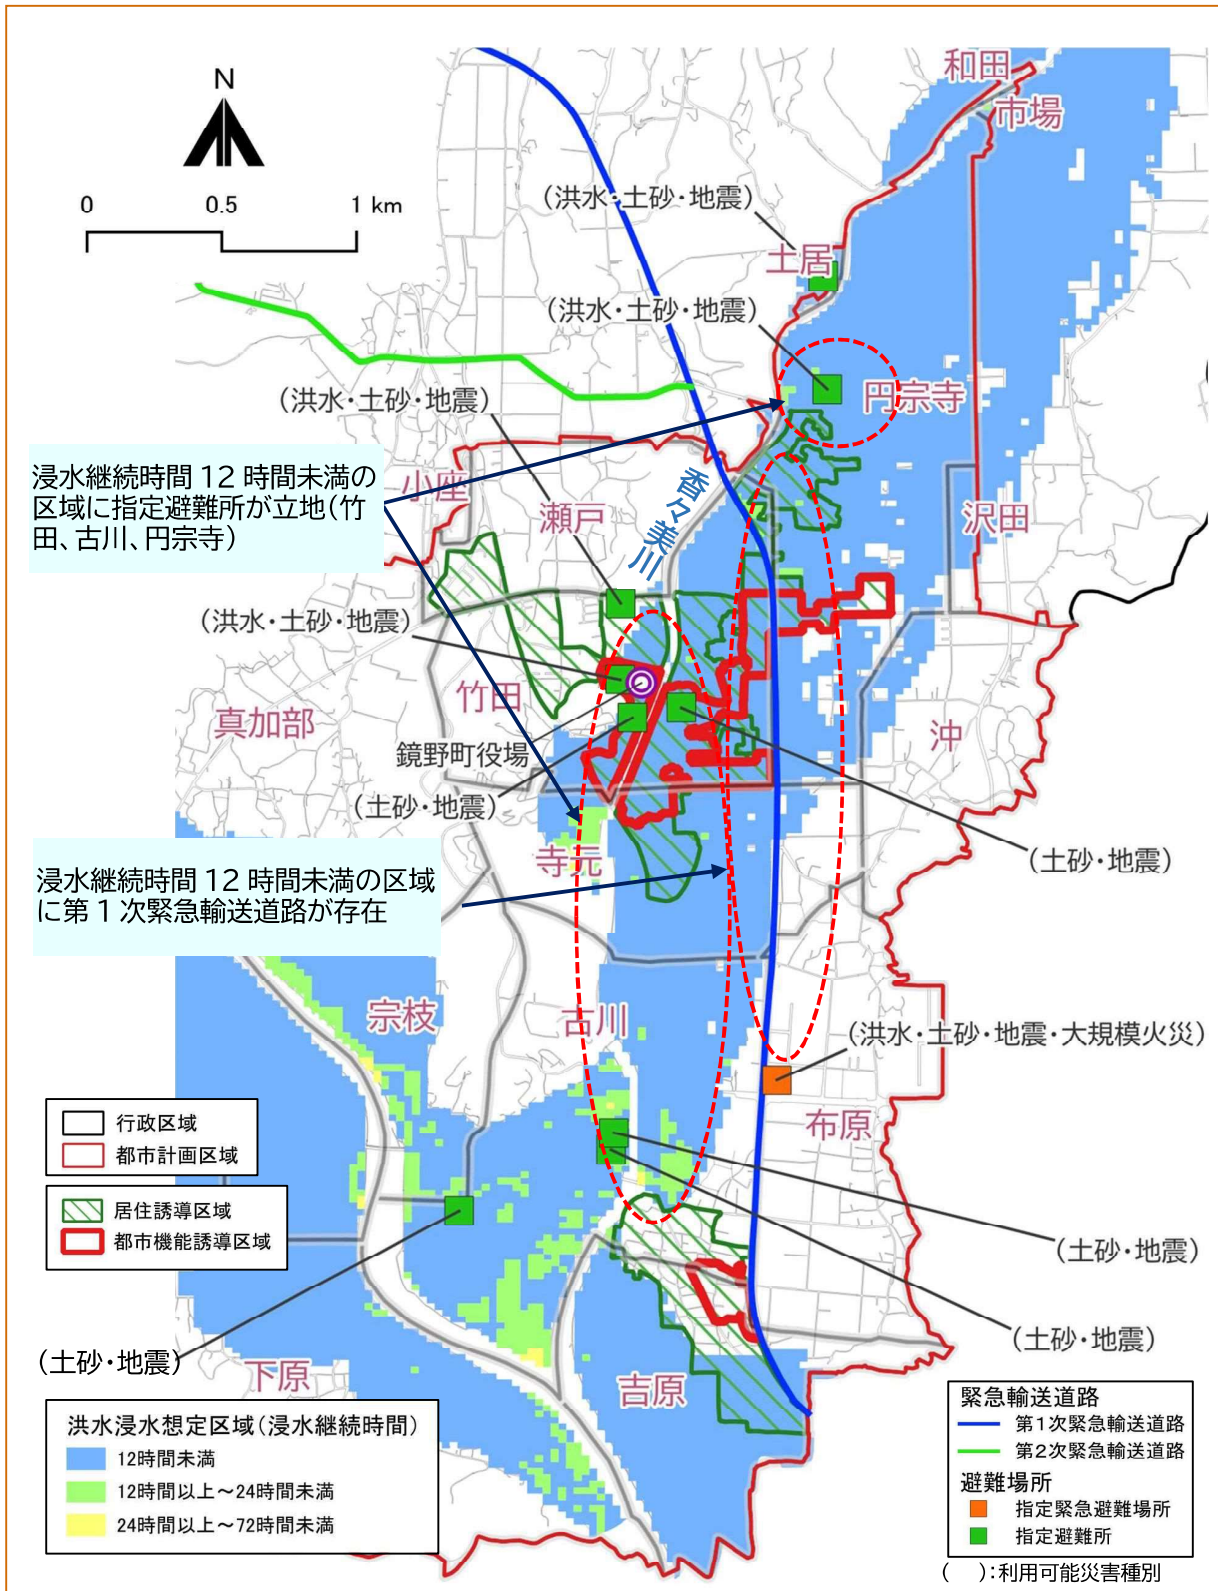 和田
市場
N
0 0.5 1 km
(洪水・土砂・地震)
土居
(洪水・土砂・地震)
(洪水・土砂・地震)
円宗寺
浸水継続時間12時間未満の
区域に指定避難所が立地(竹
田、古川、円宗寺)
小座
瀬戸
香々美川
沢田
(洪水・土砂・地震)
竹田
真加部
鏡野町役場
沖
(土砂・地震)
寺元
(土砂・地震)
浸水継続時間12時間未満の区域
に第1次緊急輸送道路が存在
宗枝
古川
(洪水・土砂・地震・大規模火災)
布原
行政区域
都市計画区域
居住誘導区域
都市機能誘導区域
(土砂・地震)
(土砂・地震)
(土砂・地震)
下原
吉原
洪水浸水想定区域(浸水継続時間)
12時間未満
12時間以上～24時間未満
24時間以上～72時間未満
緊急輸送道路
第1次緊急輸送道路
第2次緊急輸送道路
避難場所
指定緊急避難場所
指定避難所
(　):利用可能災害種別